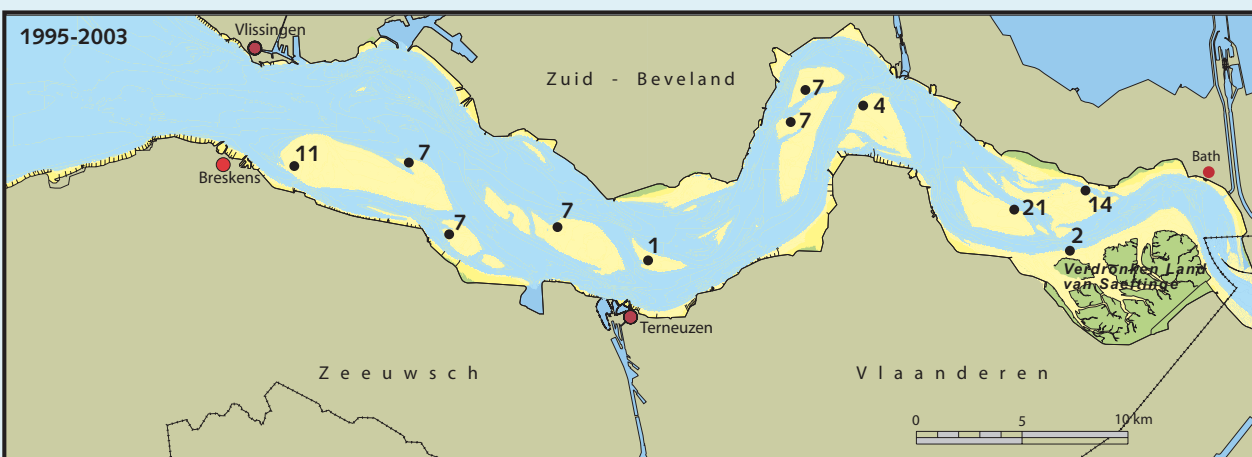 1995-2003
Vlissingen
Zuid - Beveland
7
7
4
11
7
Breskens
Bath
21
14
7
7
2
1
Verdronken Land
van Saeftinge
Terneuzen
Zeeuwsch
Vlaanderen
0 5 10 km